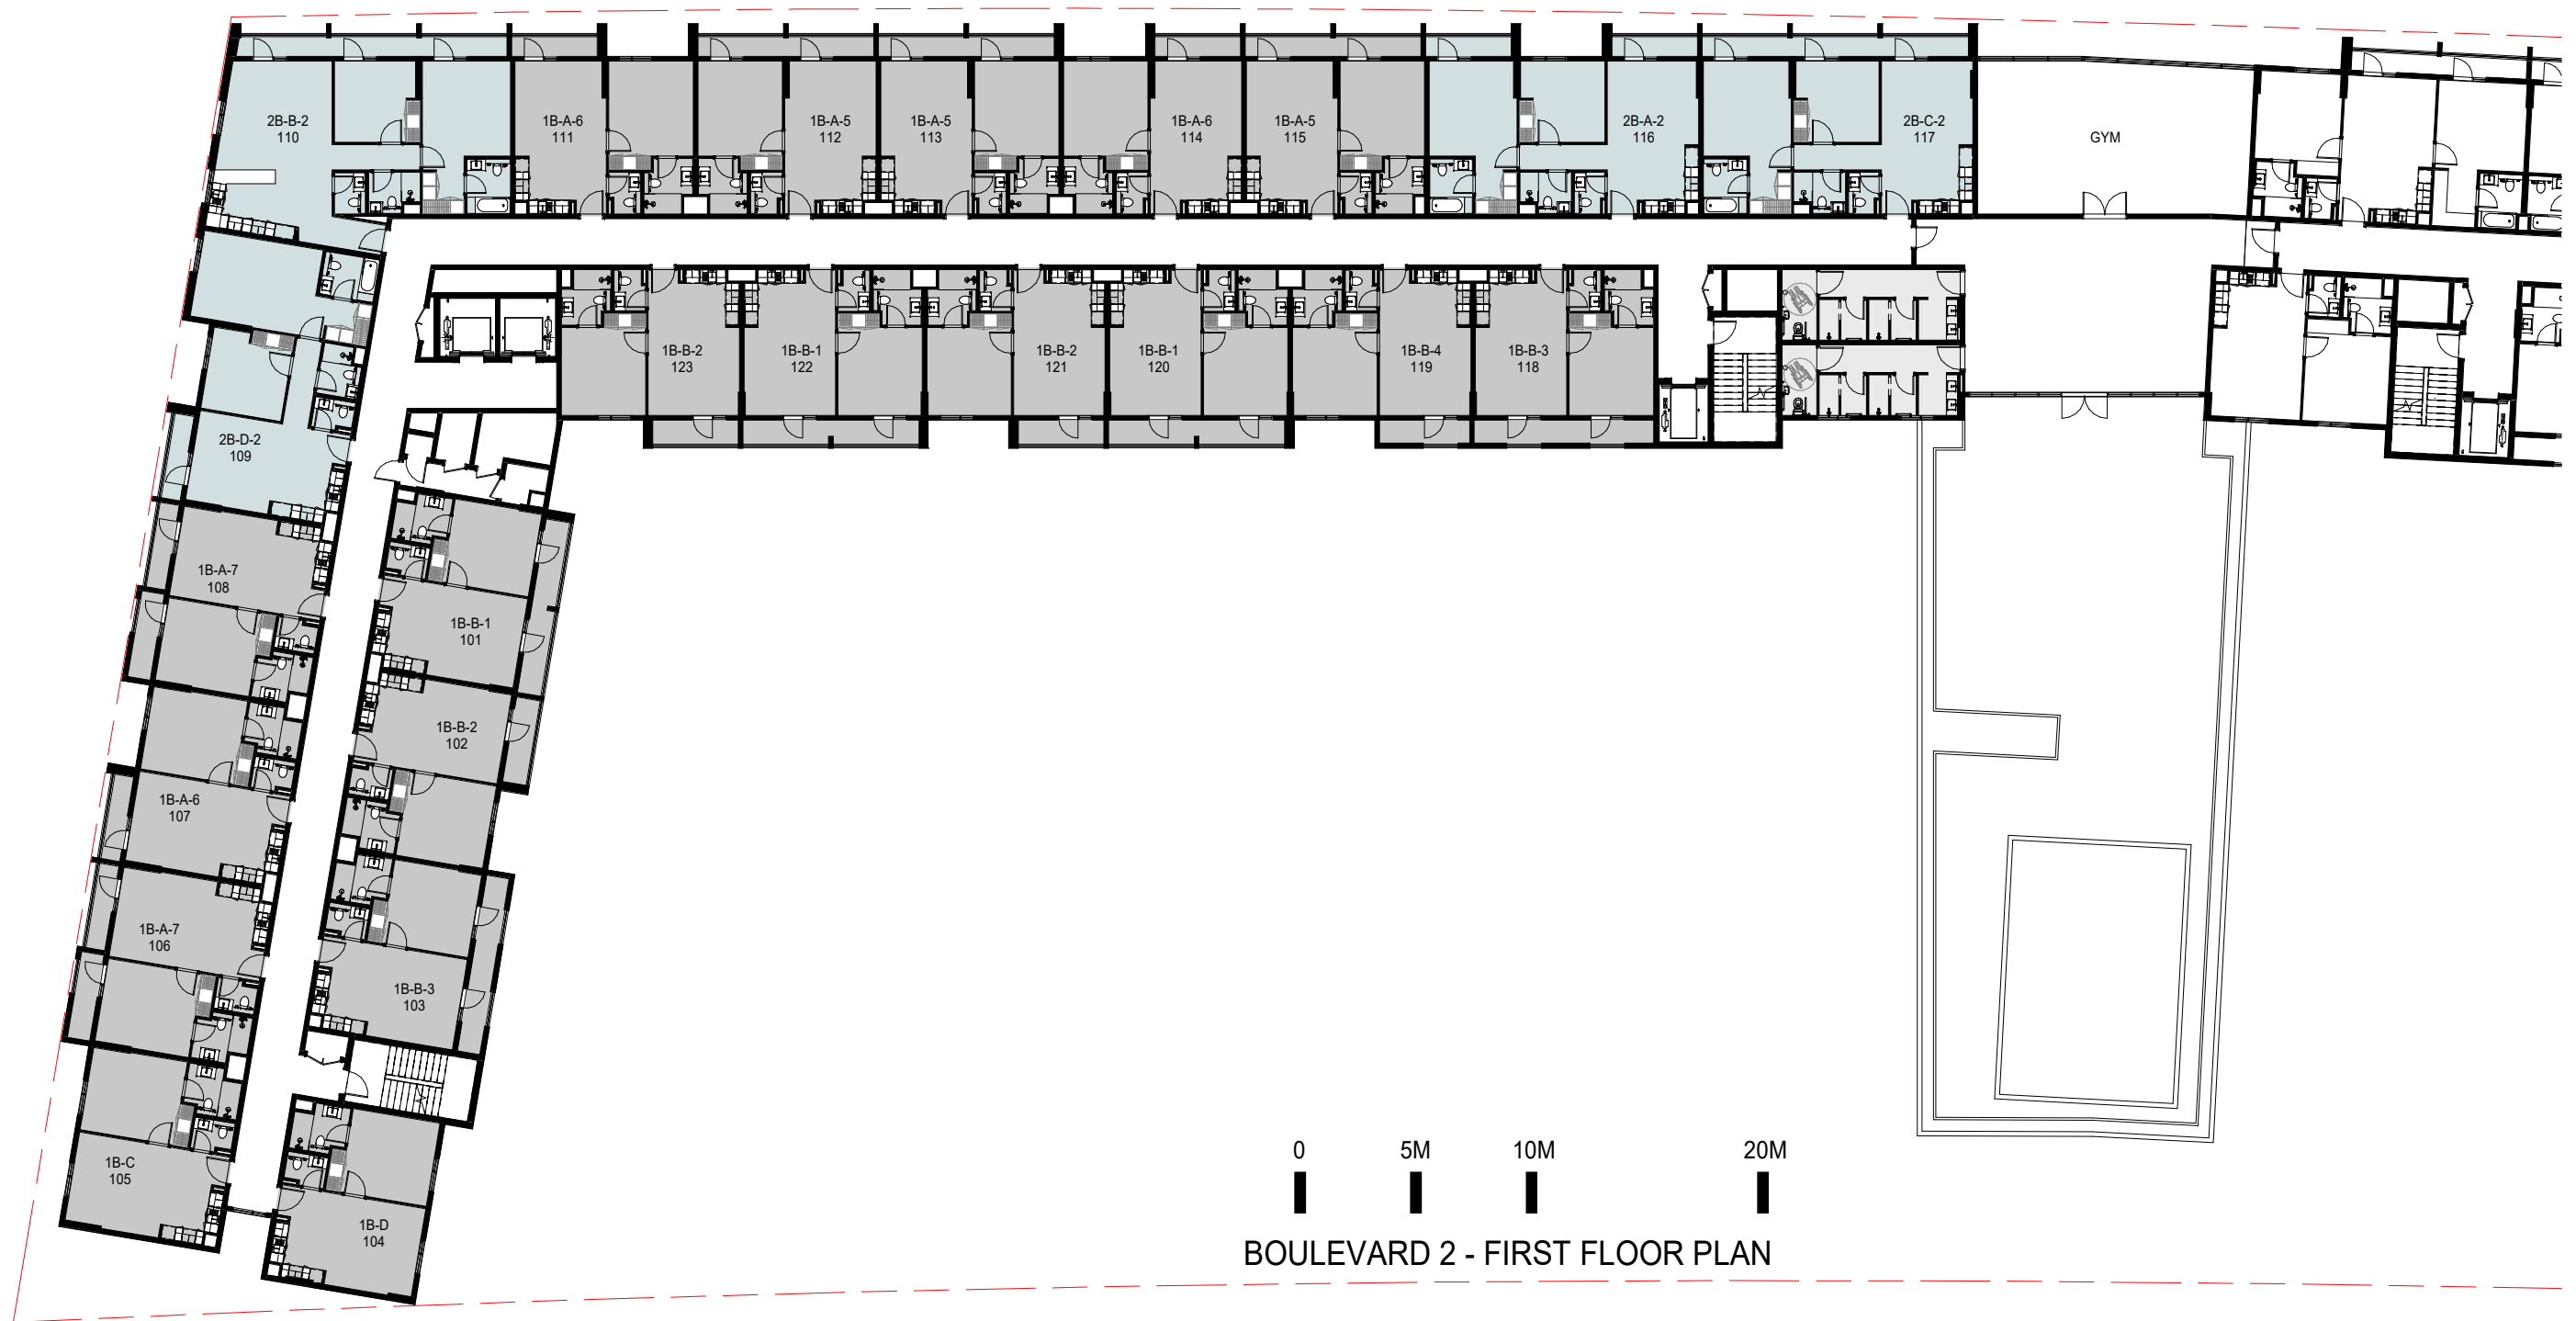 2B-B-2
110
1B-A-6
111
1B-A-5
112
1B-A-5
113
1B-A-6
114
1B-A-5
115
2B-A-2
116
2B-C-2
117
GYM
1B-B-2
123
1B-B-1
122
1B-B-2
121
1B-B-1
120
1B-B-4
119
1B-B-3
118
2B-D-2
109
1B-A-7
108
1B-B-1
101
1B-B-2
102
1B-A-6
107
1B-A-7
106
1B-B-3
103
1B-C
105
1B-D
104
0 5M 10M 20M
BOULEVARD 2 - FIRST FLOOR PLAN